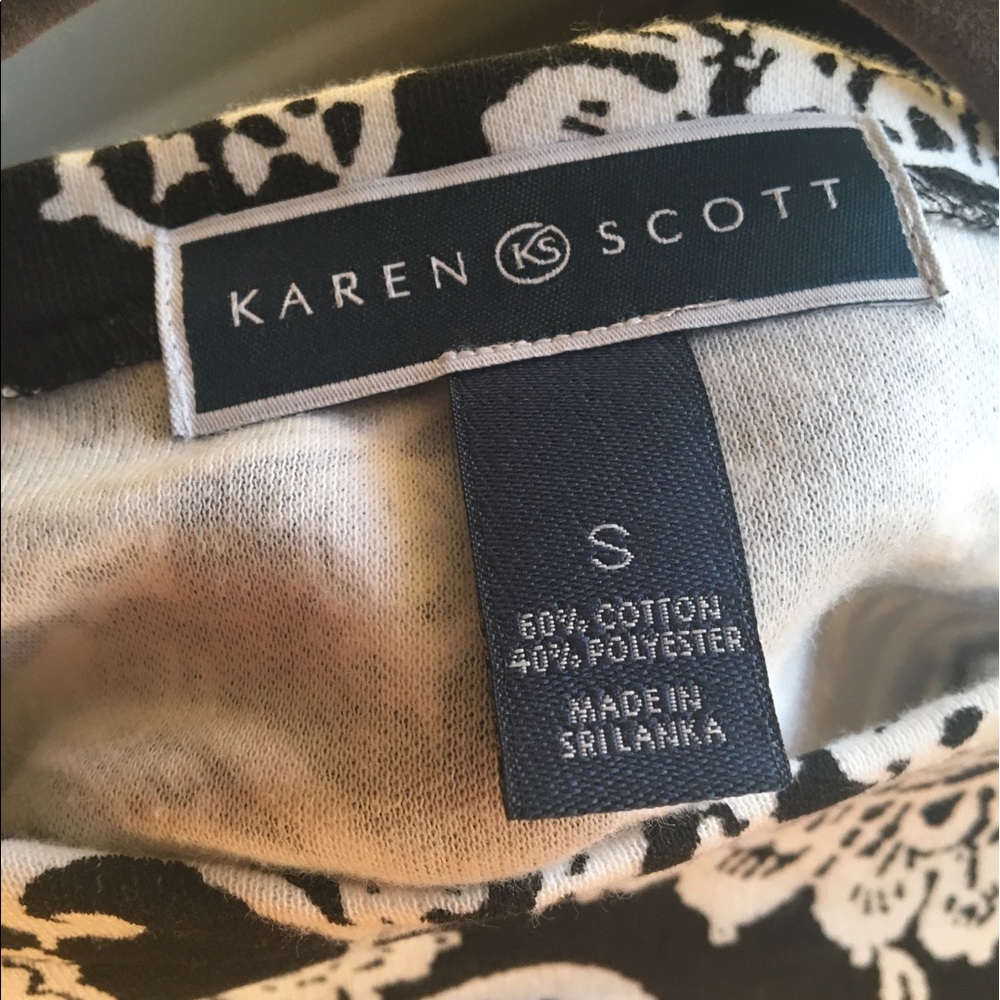 KAREN KS SCOTT
S
60% COTTON
40% POLYESTER
MADE IN
SRI LANKA